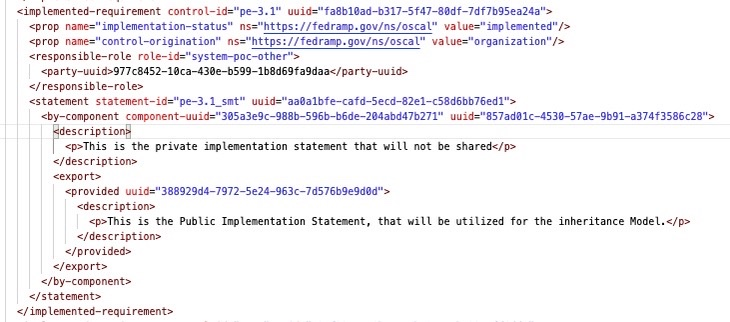 <implemented-requirement control-id="pe-3.1" uuid="fa8b10ad-b317-5f47-80df-7df7b95ea24a">
<prop name="implementation-status" ns="https://fedramp.gov/ns/oscal" value="implemented"/>
<prop name="control-origination" ns="https://fedramp.gov/ns/oscal" value="organization"/>
<responsible-role role-id="system-poc-other">
<party-uuid>977c8452-10ca-430e-b599-1b8d69fa9daa</party-uuid>
</responsible-role>
<statement statement-id="pe-3.1_smt" uuid="aa0a1bfe-cafd-5ecd-82e1-c58d6bb76ed1">
<by-component component-uuid="305a3e9c-988b-596b-b6de-204abd47b271" uuid="857ad01c-4530-57ae-9b91-a374f3586c28">
<description>
<p>This is the private implementation statement that will not be shared</p>
</description>
<export>
<provided uuid="388929d4-7972-5e24-963c-7d576b9e9d0d">
<description>
<p>This is the Public Implementation Statement, that will be utilized for the inheritance Model.</p>
</description>
</provided>
</export>
</by-component>
</statement>
</implemented-requirement>